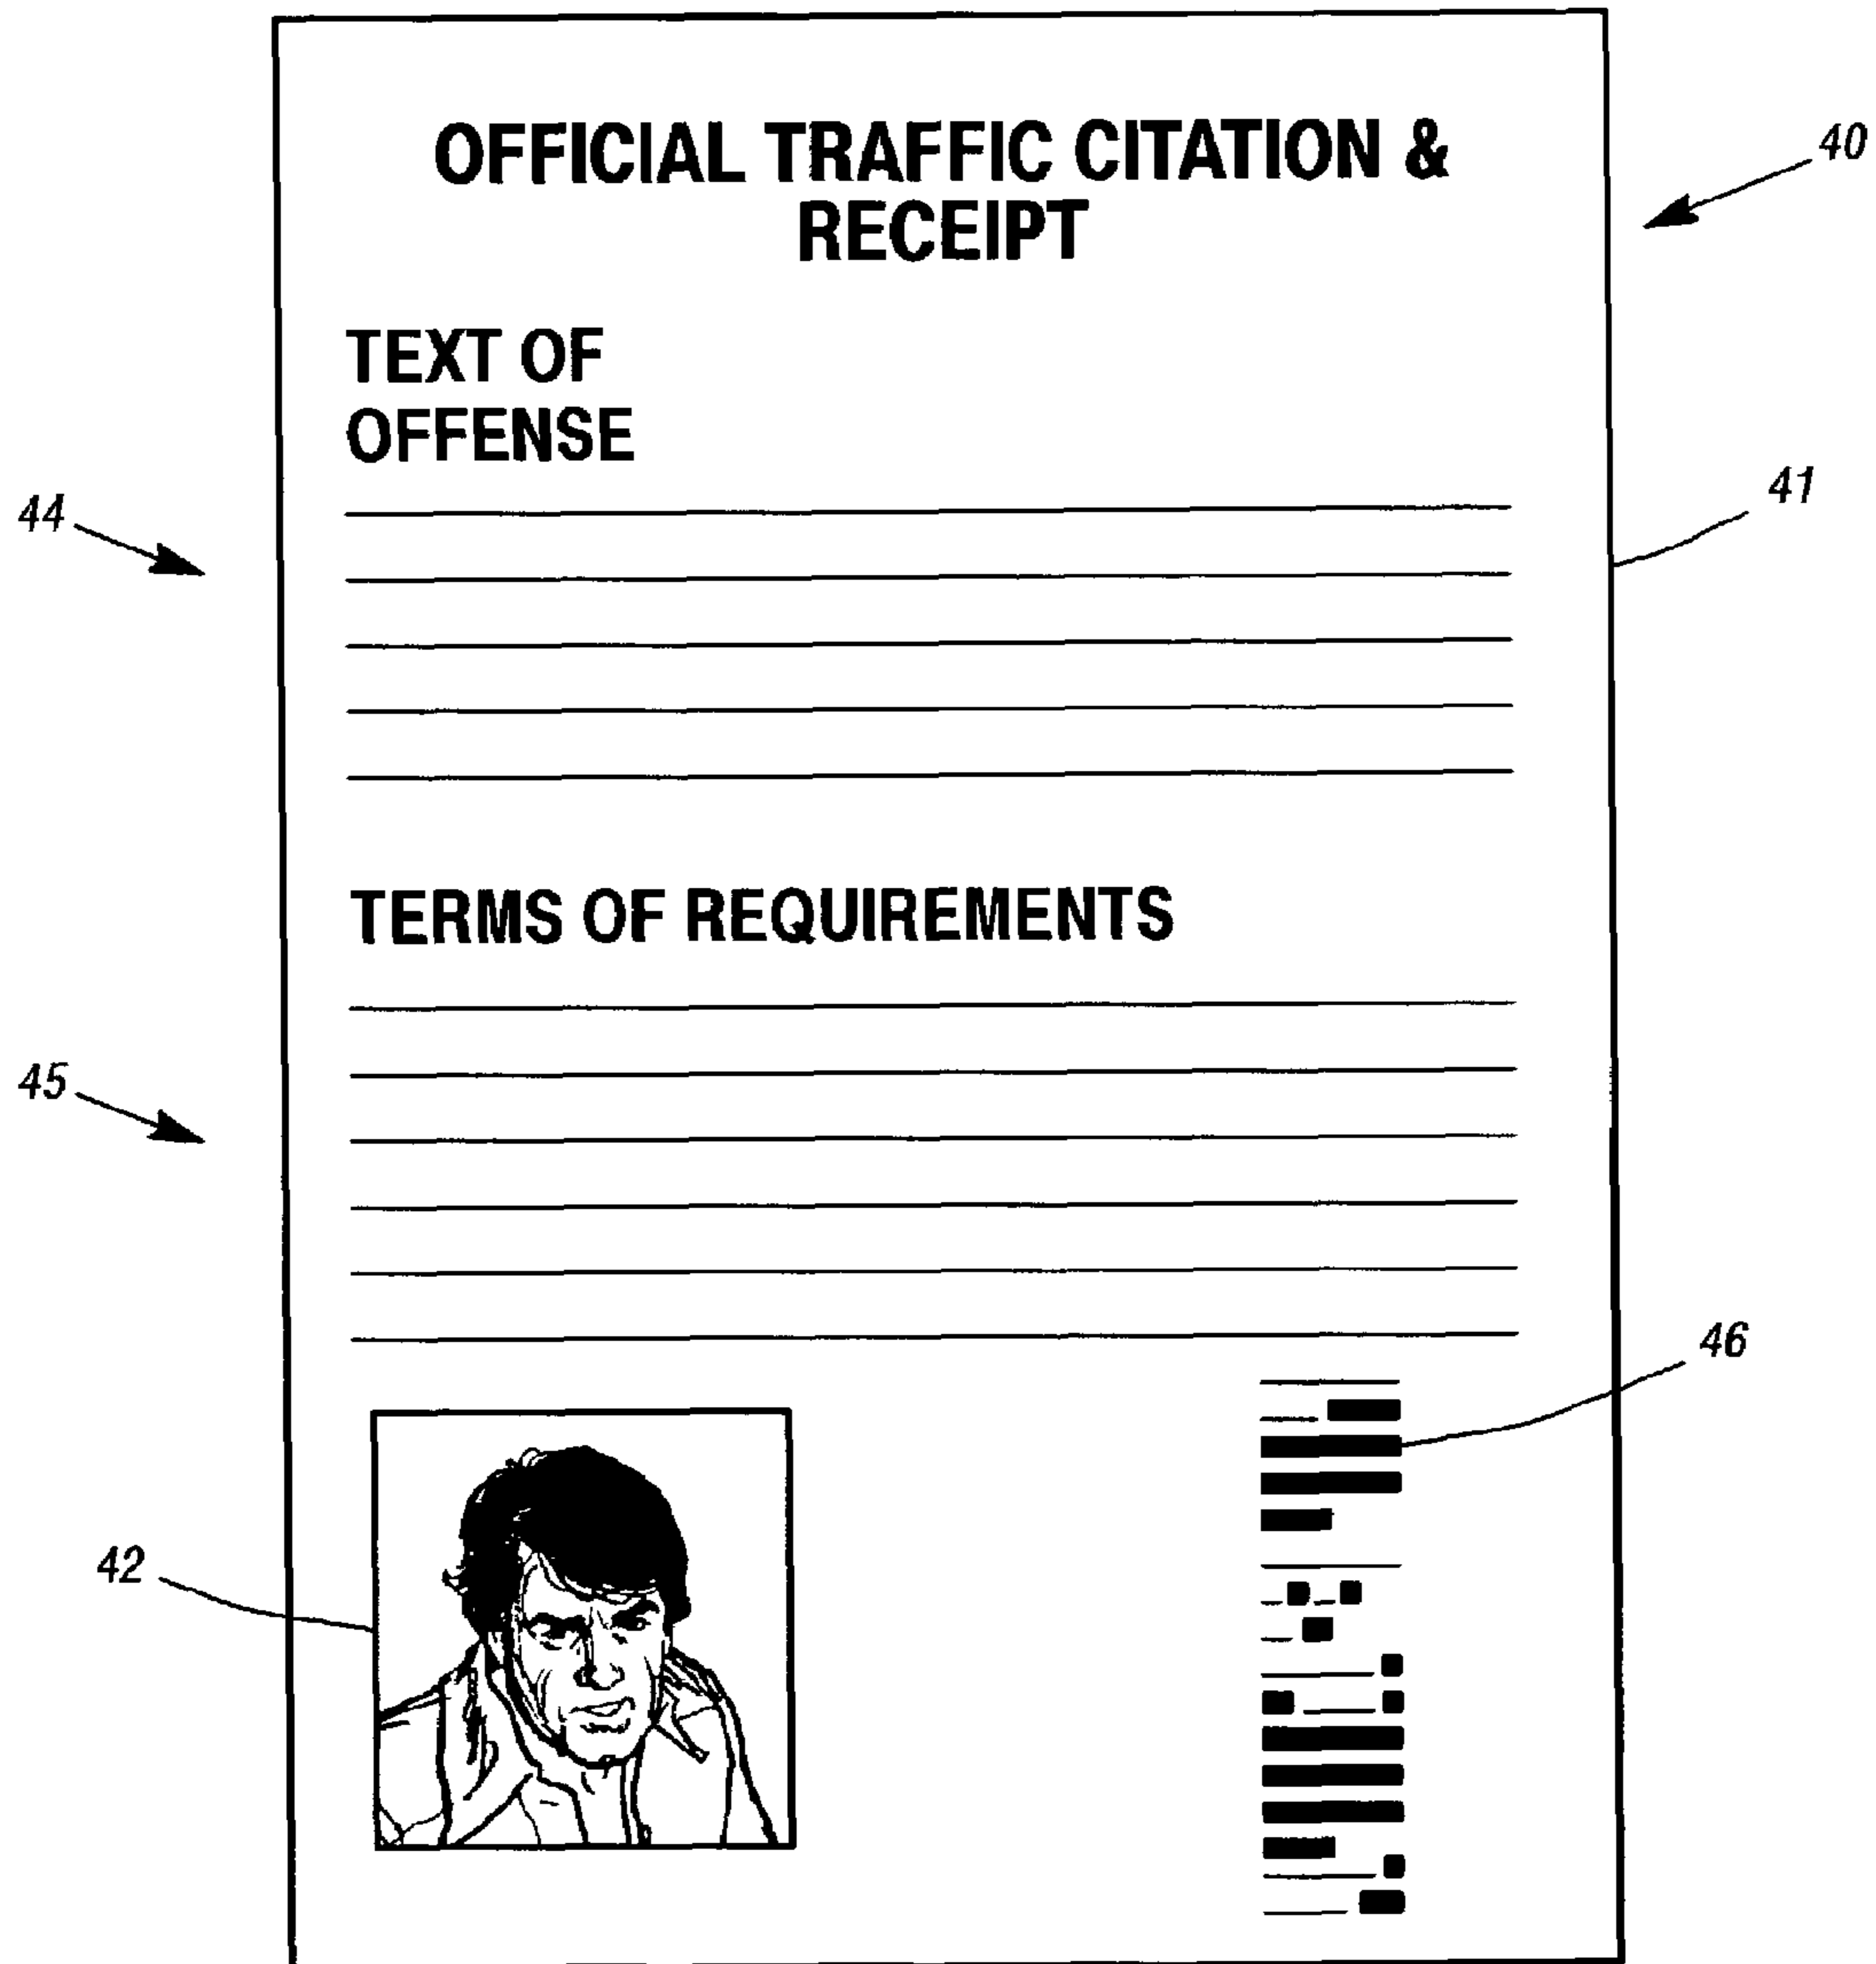 OFFICIAL TRAFFIC CITATION &
RECEIPT
40
TEXT OF
OFFENSE
44
41
TERMS OF REQUIREMENTS
45
46
42